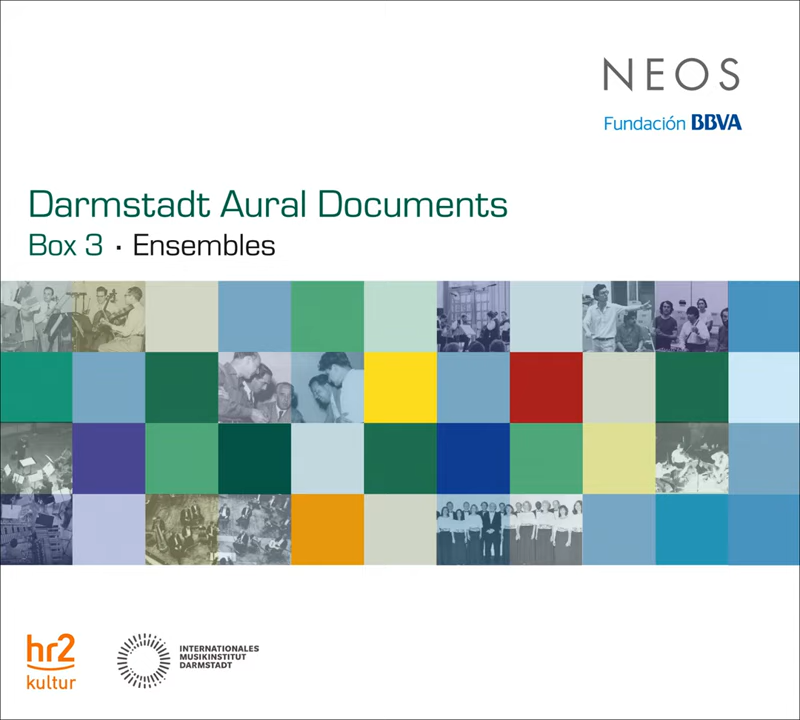 NEOS
Fundación BBVA
Darmstadt Aural Documents
Box 3 · Ensembles
hr2
kultur
INTERNATIONALES
MUSIKINSTITUT
DARMSTADT